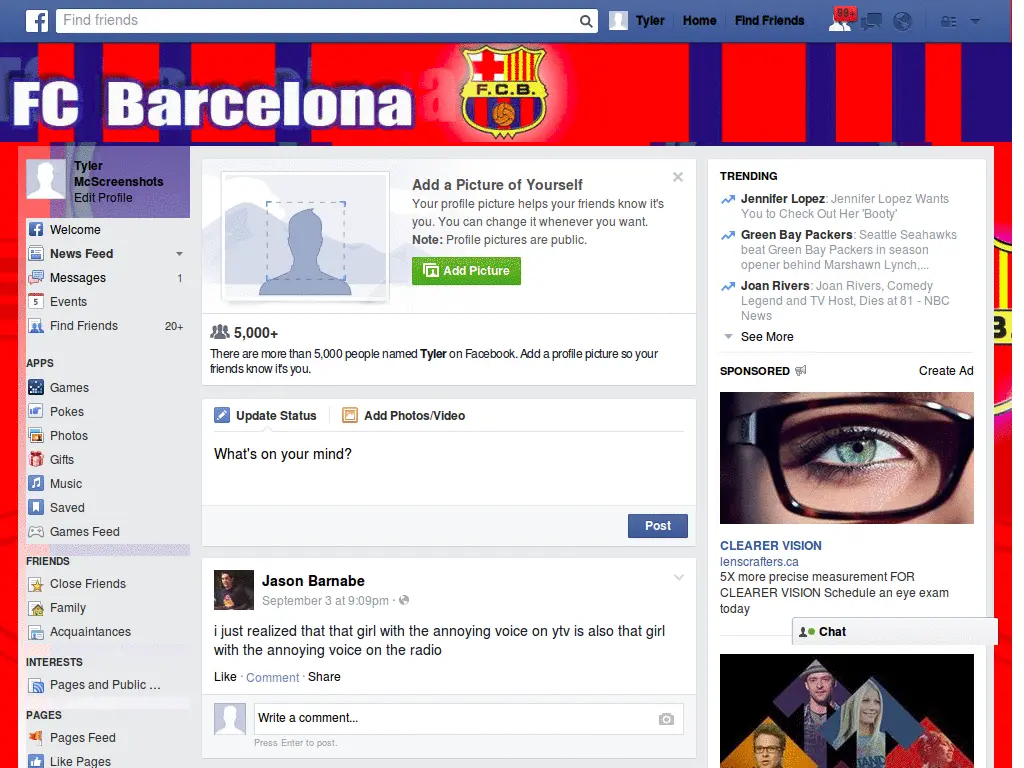 Find friends
Tyler
Home
Find Friends
99+
FC Barcelona
F.C.B.
Tyler
McScreenshots
Edit Profile
Welcome
News Feed
Messages 1
5 Events
Find Friends 20+
APPS
Games
Pokes
Photos
Gifts
Music
Saved
Games Feed
FRIENDS
Close Friends
Family
Acquaintances
INTERESTS
Pages and Public ...
PAGES
Pages Feed
Like Pages
Add a Picture of Yourself
Your profile picture helps your friends know it's
you. You can change it whenever you want.
Note: Profile pictures are public.
Add Picture
5,000+
There are more than 5,000 people named Tyler on Facebook. Add a profile picture so your
friends know it's you.
Update Status
Add Photos/Video
What's on your mind?
Post
Jason Barnabe
September 3 at 9:09pm ·
i just realized that that girl with the annoying voice on ytv is also that girl
with the annoying voice on the radio
Like · Comment · Share
Write a comment...
Press Enter to post.
TRENDING
Jennifer Lopez: Jennifer Lopez Wants
You to Check Out Her 'Booty'
Green Bay Packers: Seattle Seahawks
beat Green Bay Packers in season
opener behind Marshawn Lynch,...
Joan Rivers: Joan Rivers, Comedy
Legend and TV Host, Dies at 81 - NBC
News
See More
SPONSORED
Create Ad
CLEARER VISION
lenscrafters.ca
5X more precise measurement FOR
CLEARER VISION Schedule an eye exam
today
Chat